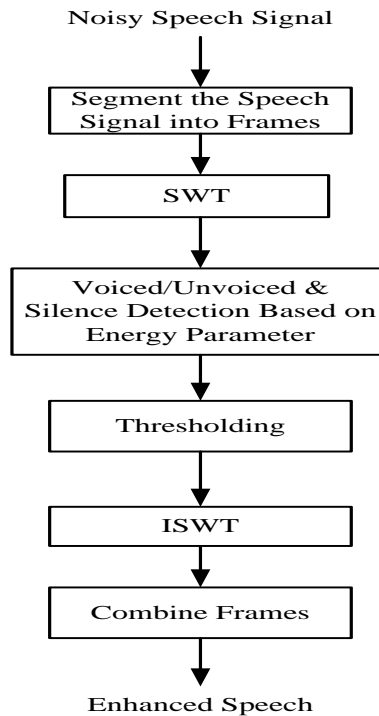 Noisy Speech Signal
Segment the Speech
Signal into Frames
SWT
Voiced/Unvoiced &
Silence Detection Based on
Energy Parameter
Thresholding
ISWT
Combine Frames
Enhanced Speech